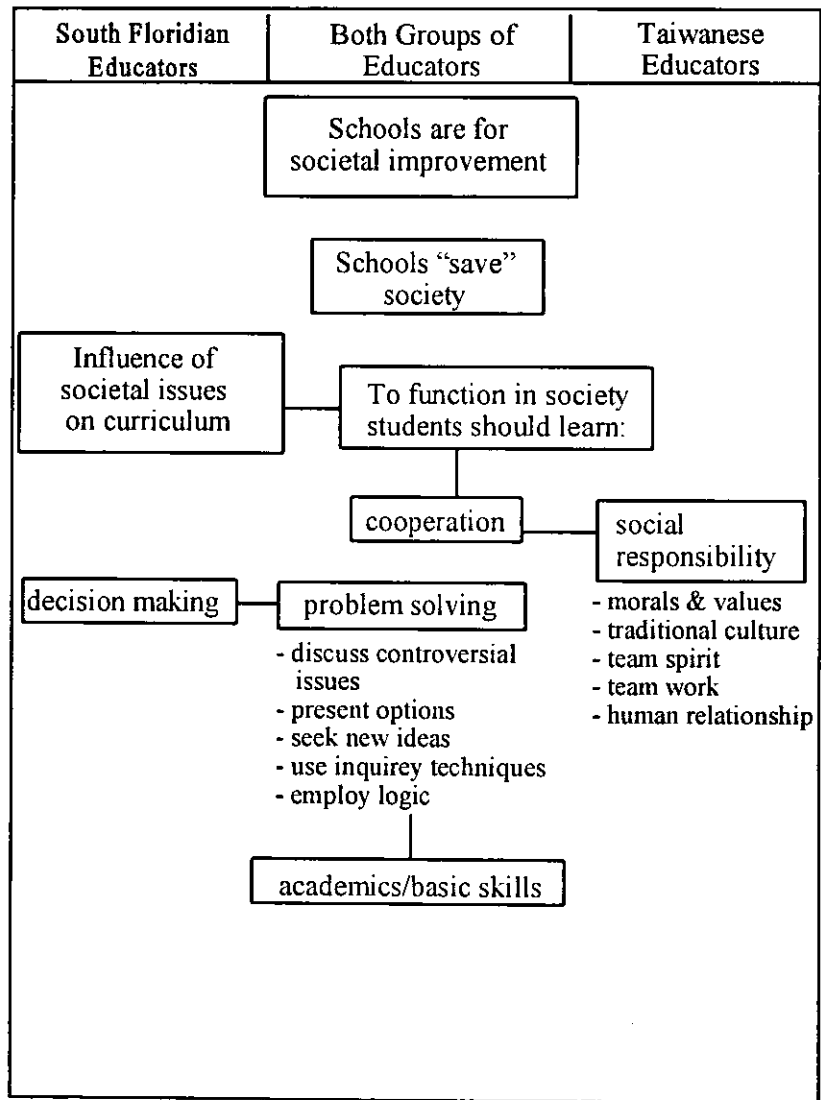 South Floridian
Educators
Both Groups of
Educators
Taiwanese
Educators
Schools are for
societal improvement
Schools “save”
society
Influence of
societal issues
on curriculum
To function in society
students should learn:
cooperation
social
responsibility
- morals & values
- traditional culture
- team spirit
- team work
- human relationship
decision making
problem solving
- discuss controversial
issues
- present options
- seek new ideas
- use inquirey techniques
- employ logic
academics/basic skills